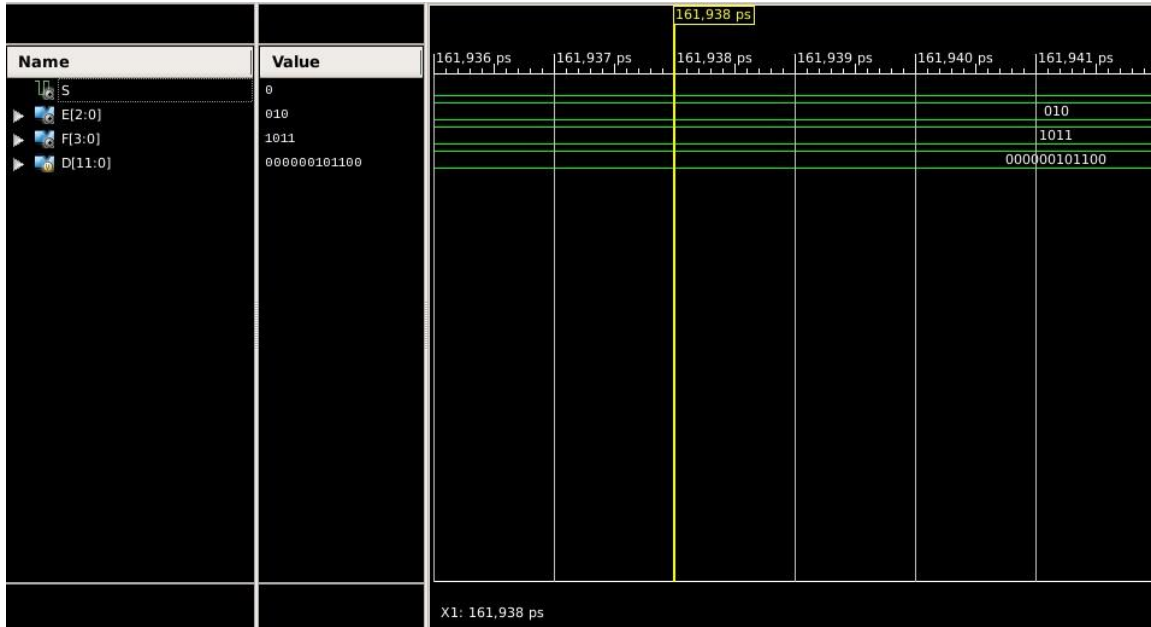 161,938 ps
Name Value 161,936 ps 161,937 ps 161,938 ps 161,939 ps 161,940 ps 161,941 ps
S 0
E[2:0] 010 010
F[3:0] 1011 1011
D[11:0] 000000101100 000000101100
X1: 161,938 ps